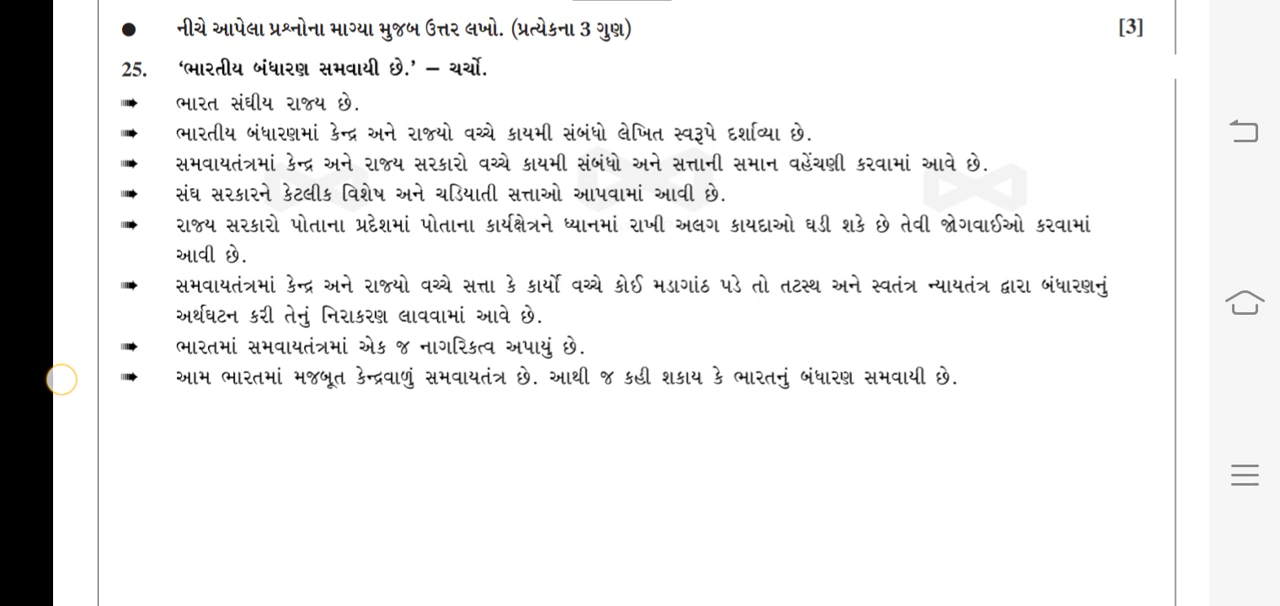 ● નીચે આપેલા પ્રશ્નોના માગ્યા મુજબ ઉત્તર લખો. (પ્રત્યેકના 3 ગુણ) [3]
25. ‘ભારતીય બંધારણ સમવાયી છે.’ – ચર્ચો.
➠ ભારત સંઘીય રાજ્ય છે.
➠ ભારતીય બંધારણમાં કેન્દ્ર અને રાજ્યો વચ્ચે કાયમી સંબંધો લેખિત સ્વરૂપે દર્શાવ્યા છે.
➠ સમવાયતંત્રમાં કેન્દ્ર અને રાજ્ય સરકારો વચ્ચે કાયમી સંબંધો અને સત્તાની સમાન વહેંચણી કરવામાં આવે છે.
➠ સંઘ સરકારને કેટલીક વિશેષ અને ચડિયાતી સત્તાઓ આપવામાં આવી છે.
➠ રાજ્ય સરકારો પોતાના પ્રદેશમાં પોતાના કાર્યક્ષેત્રને ધ્યાનમાં રાખી અલગ કાયદાઓ ઘડી શકે છે તેવી જોગવાઈઓ કરવામાં
આવી છે.
➠ સમવાયતંત્રમાં કેન્દ્ર અને રાજ્યો વચ્ચે સત્તા કે કાર્યો વચ્ચે કોઈ મડાગાંઠ પડે તો તટસ્થ અને સ્વતંત્ર ન્યાયતંત્ર દ્વારા બંધારણનું
અર્થઘટન કરી તેનું નિરાકરણ લાવવામાં આવે છે.
➠ ભારતમાં સમવાયતંત્રમાં એક જ નાગરિકત્વ અપાયું છે.
➠ આમ ભારતમાં મજબૂત કેન્દ્રવાળું સમવાયતંત્ર છે. આથી જ કહી શકાય કે ભારતનું બંધારણ સમવાયી છે.